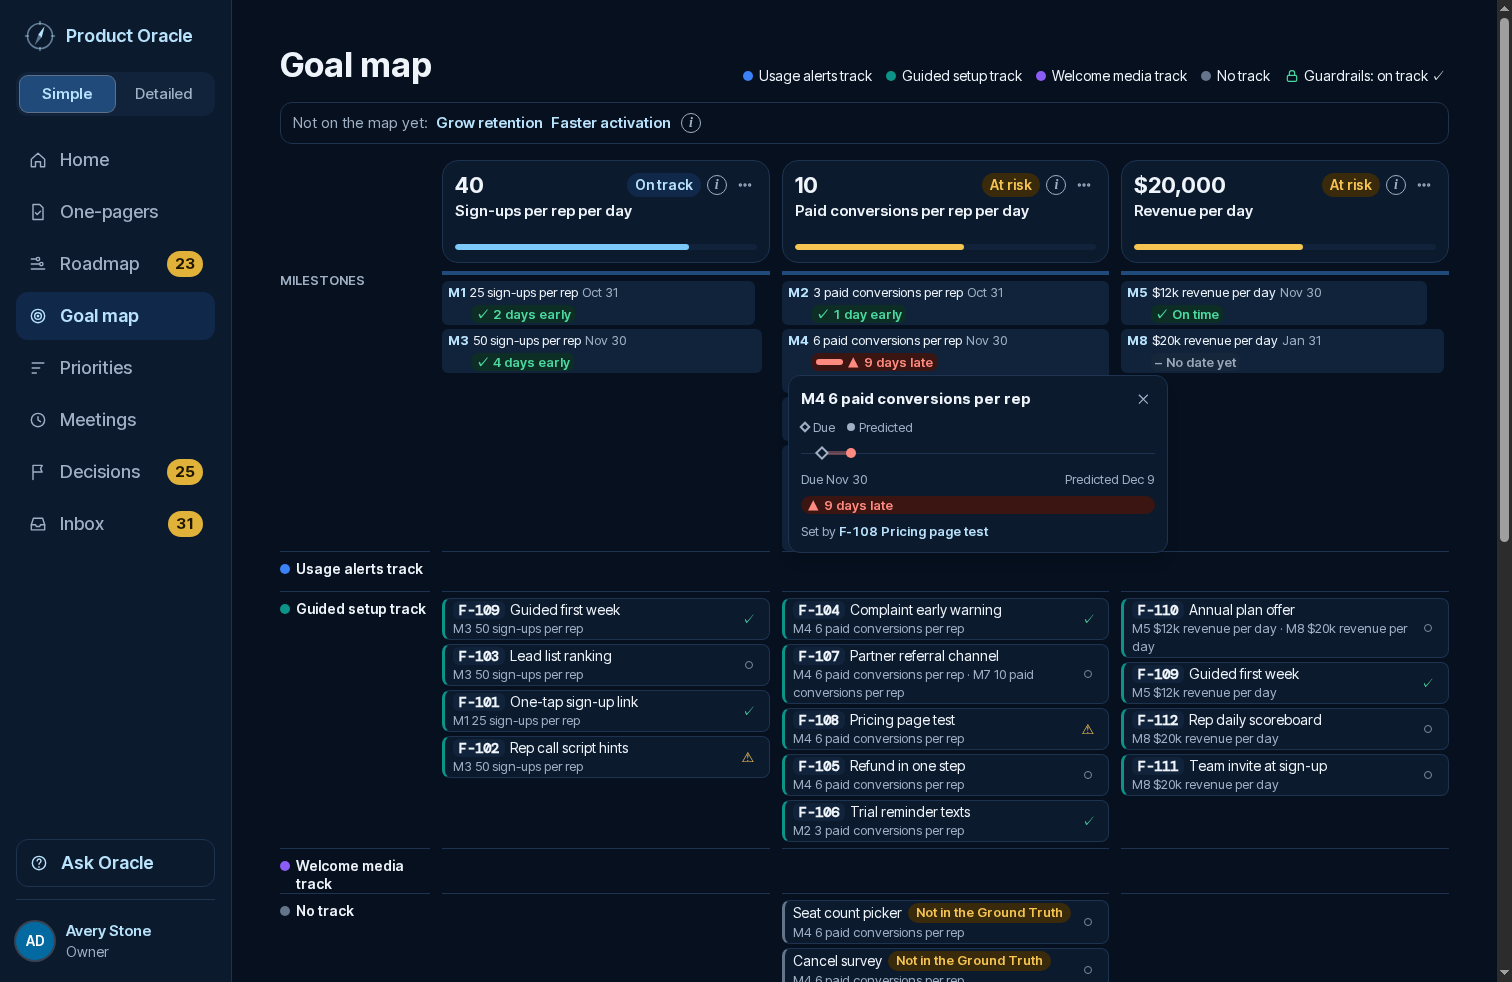 Product Oracle
Simple
Detailed
Home
One-pagers
Roadmap 23
Goal map
Priorities
Meetings
Decisions 25
Inbox 31
Ask Oracle
AD
Avery Stone
Owner
Goal map
Usage alerts track
Guided setup track
Welcome media track
No track
Guardrails: on track ✓
Not on the map yet: Grow retention Faster activation i
40 On track i •••
Sign-ups per rep per day
10 At risk i •••
Paid conversions per rep per day
$20,000 At risk i •••
Revenue per day
MILESTONES
M1 25 sign-ups per rep Oct 31
✓ 2 days early
M3 50 sign-ups per rep Nov 30
✓ 4 days early
M2 3 paid conversions per rep Oct 31
✓ 1 day early
M4 6 paid conversions per rep Nov 30
▲ 9 days late
M5 $12k revenue per day Nov 30
✓ On time
M8 $20k revenue per day Jan 31
– No date yet
M4 6 paid conversions per rep
Due
Predicted
Due Nov 30
Predicted Dec 9
▲ 9 days late
Set by F-108 Pricing page test
Usage alerts track
Guided setup track
F-109 Guided first week
M3 50 sign-ups per rep
✓
F-103 Lead list ranking
M3 50 sign-ups per rep
F-101 One-tap sign-up link
M1 25 sign-ups per rep
✓
F-102 Rep call script hints
M3 50 sign-ups per rep
⚠
F-104 Complaint early warning
M4 6 paid conversions per rep
✓
F-107 Partner referral channel
M4 6 paid conversions per rep · M7 10 paid
conversions per rep
F-108 Pricing page test
M4 6 paid conversions per rep
⚠
F-105 Refund in one step
M4 6 paid conversions per rep
F-106 Trial reminder texts
M2 3 paid conversions per rep
✓
F-110 Annual plan offer
M5 $12k revenue per day · M8 $20k revenue per
day
F-109 Guided first week
M5 $12k revenue per day
✓
F-112 Rep daily scoreboard
M8 $20k revenue per day
F-111 Team invite at sign-up
M8 $20k revenue per day
Welcome media
track
No track
Seat count picker Not in the Ground Truth
M4 6 paid conversions per rep
Cancel survey Not in the Ground Truth
M4 6 paid conversions per rep